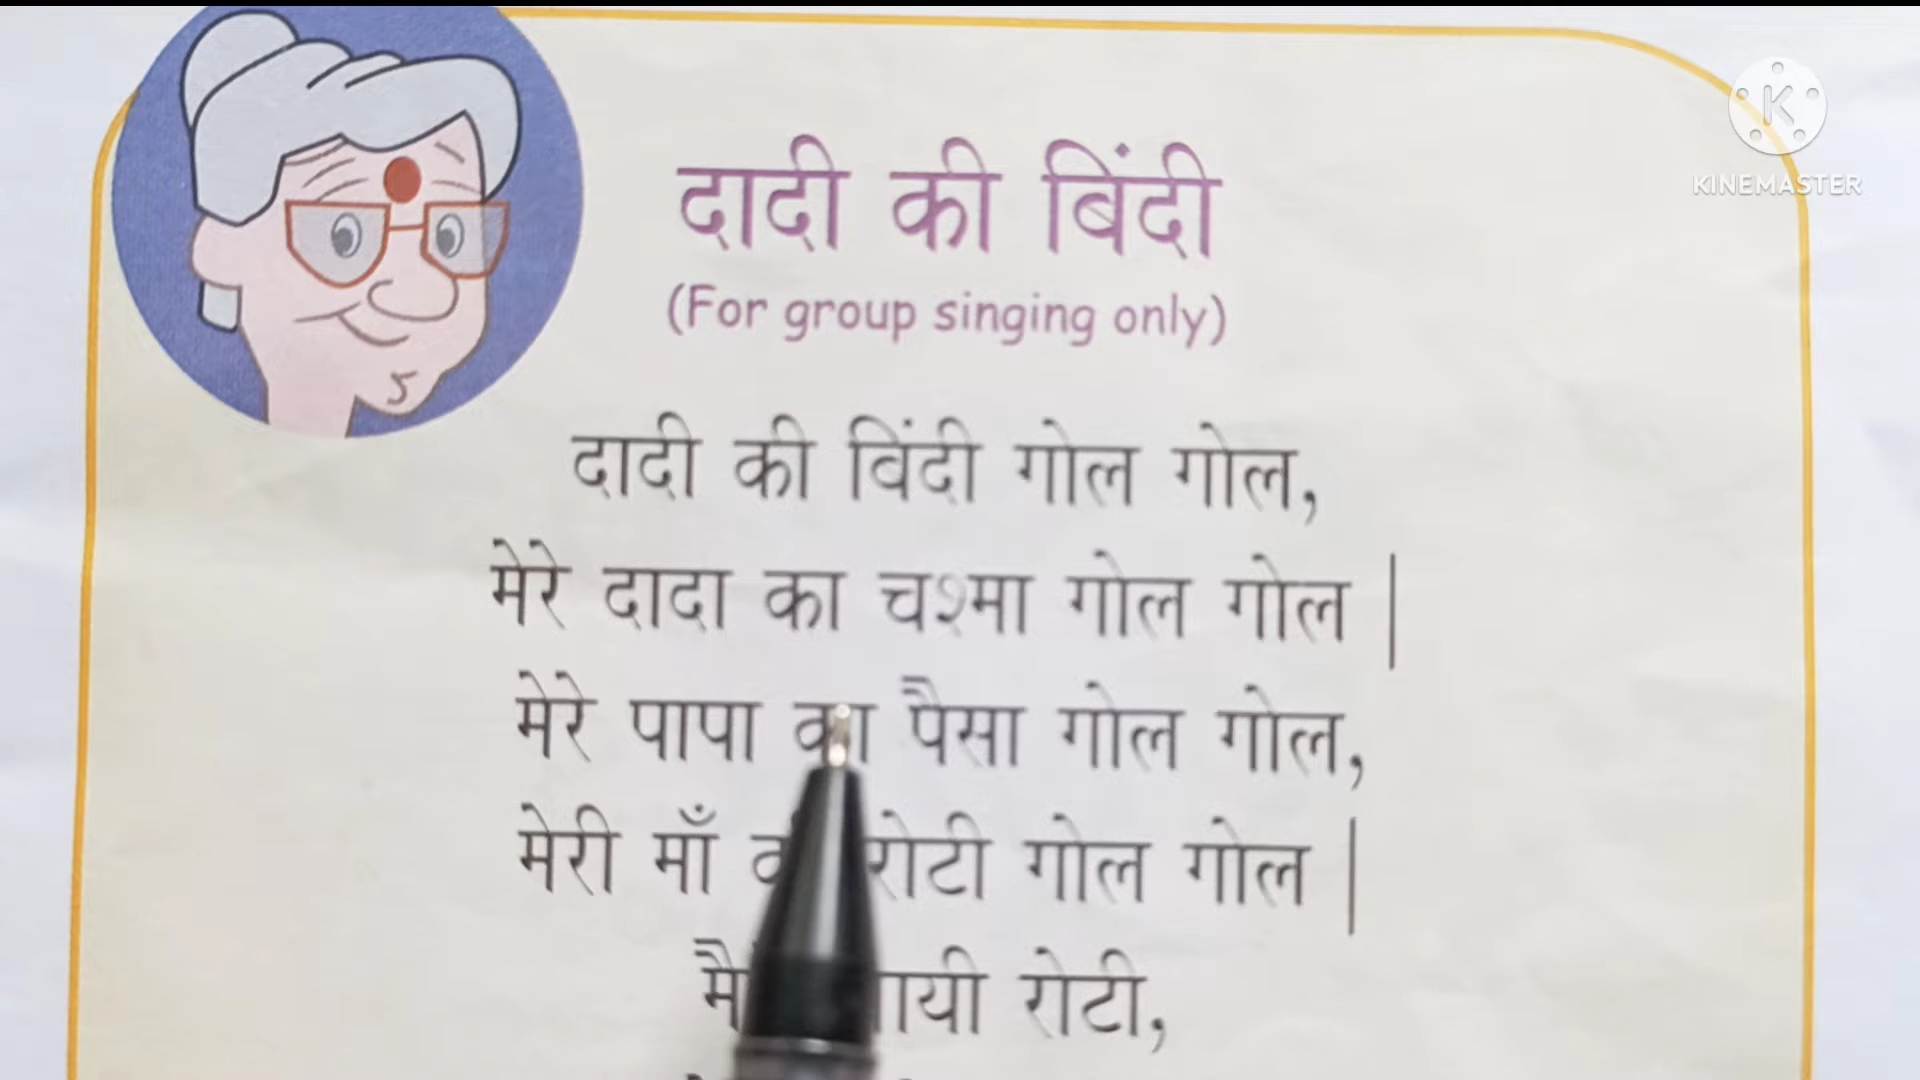 दादी की बिंदी
(For group singing only)
दादी की विंदी गोल गोल,
मेरे दादा का चश्मा गोल गोल |
मेरे पापा का पैसा गोल गोल,
मेरी माँ रोटी गोल गोल |
रोटी,
KINEMASTER